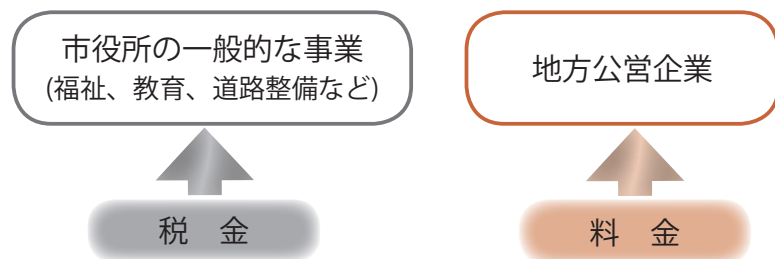 市役所の一般的な事業
(福祉、教育、道路整備など)
税　金
地方公営企業
料　金